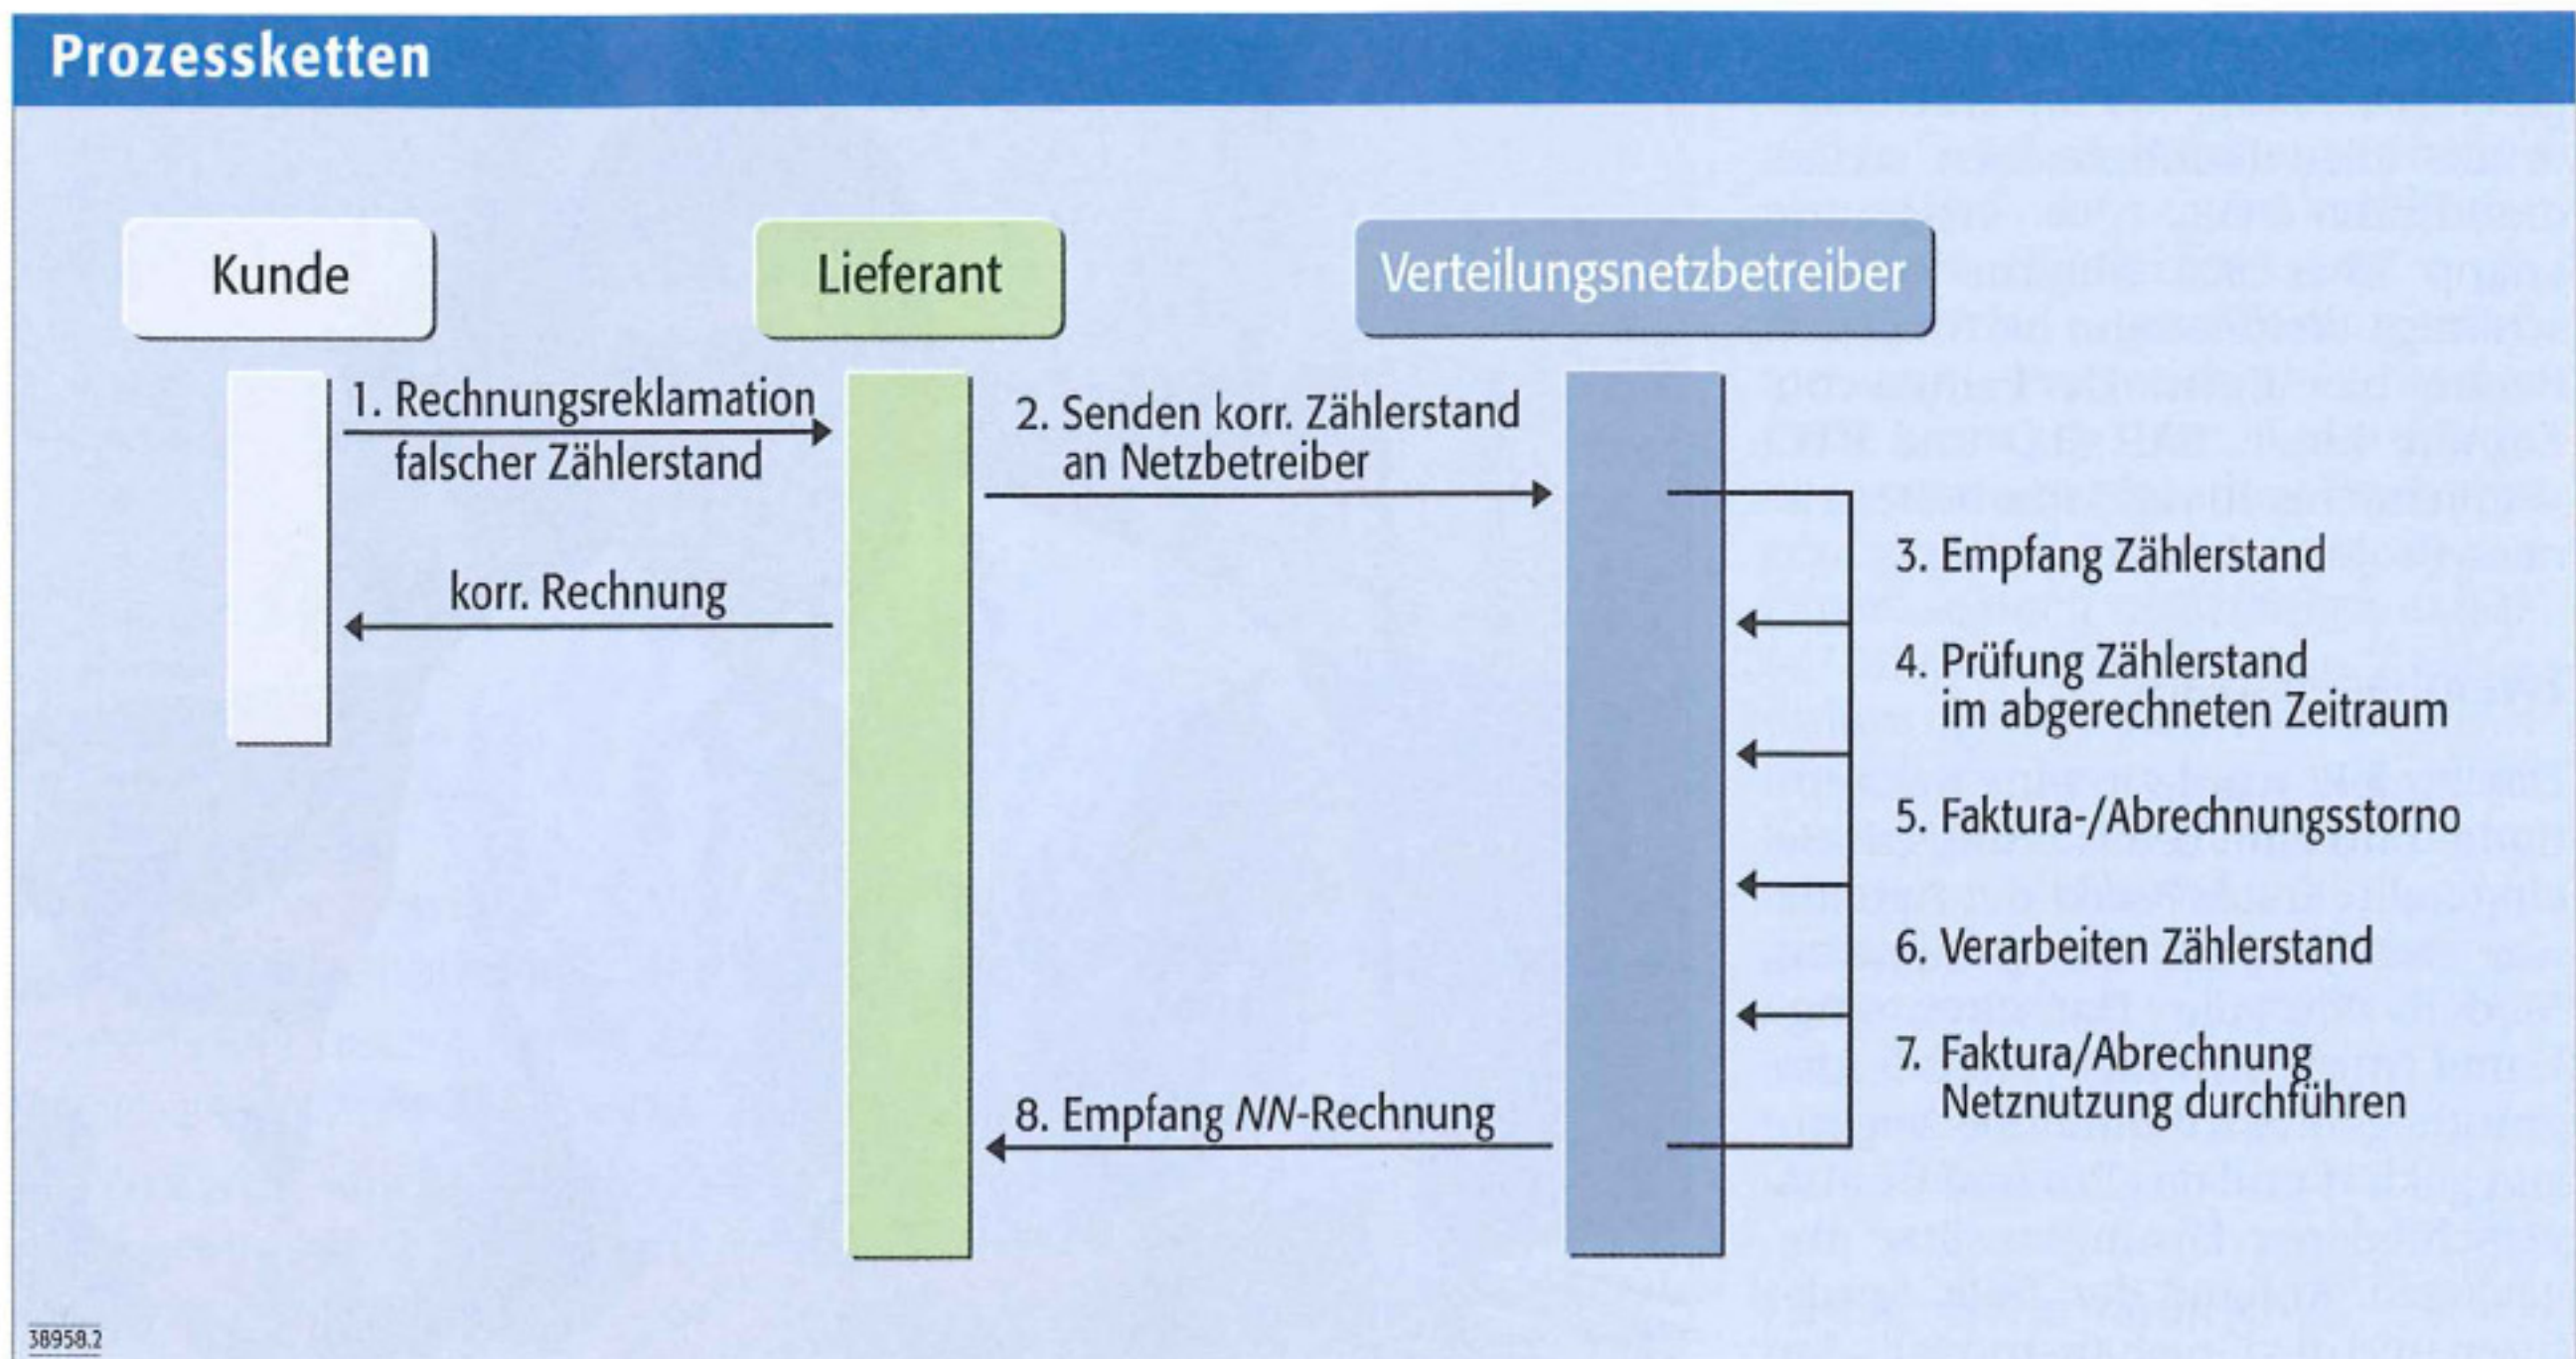 Prozessketten
Kunde
Lieferant
Verteilungsnetzbetreiber
1. Rechnungsreklamation
falscher Zählerstand
2. Senden korr. Zählerstand
an Netzbetreiber
korr. Rechnung
3. Empfang Zählerstand
4. Prüfung Zählerstand
im abgerechneten Zeitraum
5. Faktura-/Abrechnungsstorno
6. Verarbeiten Zählerstand
7. Faktura/Abrechnung
Netznutzung durchführen
8. Empfang NN-Rechnung
38958.2